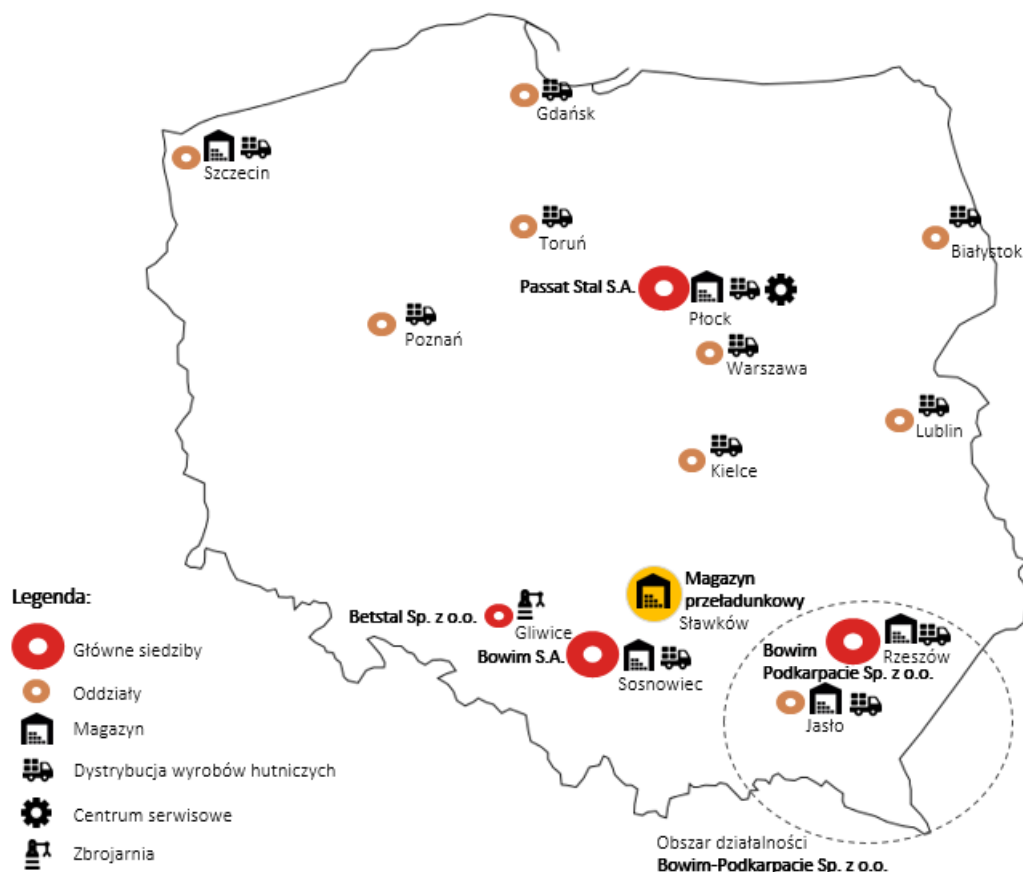 Gdańsk
Szczecin
Toruń
Białystok
Passat Stal S.A.
Płock
Poznań
Warszawa
Lublin
Kielce
Magazyn
przeładunkowy
Sławków
Betstal Sp. z o.o.
Gliwice
Bowim S.A.
Sosnowiec
Bowim
Podkarpacie Sp. z o.o.
Rzeszów
Jasło
Legenda:
Główne siedziby
Oddziały
Magazyn
Dystrybucja wyrobów hutniczych
Centrum serwisowe
Zbrojarnia
Obszar działalności
Bowim-Podkarpacie Sp. z o.o.